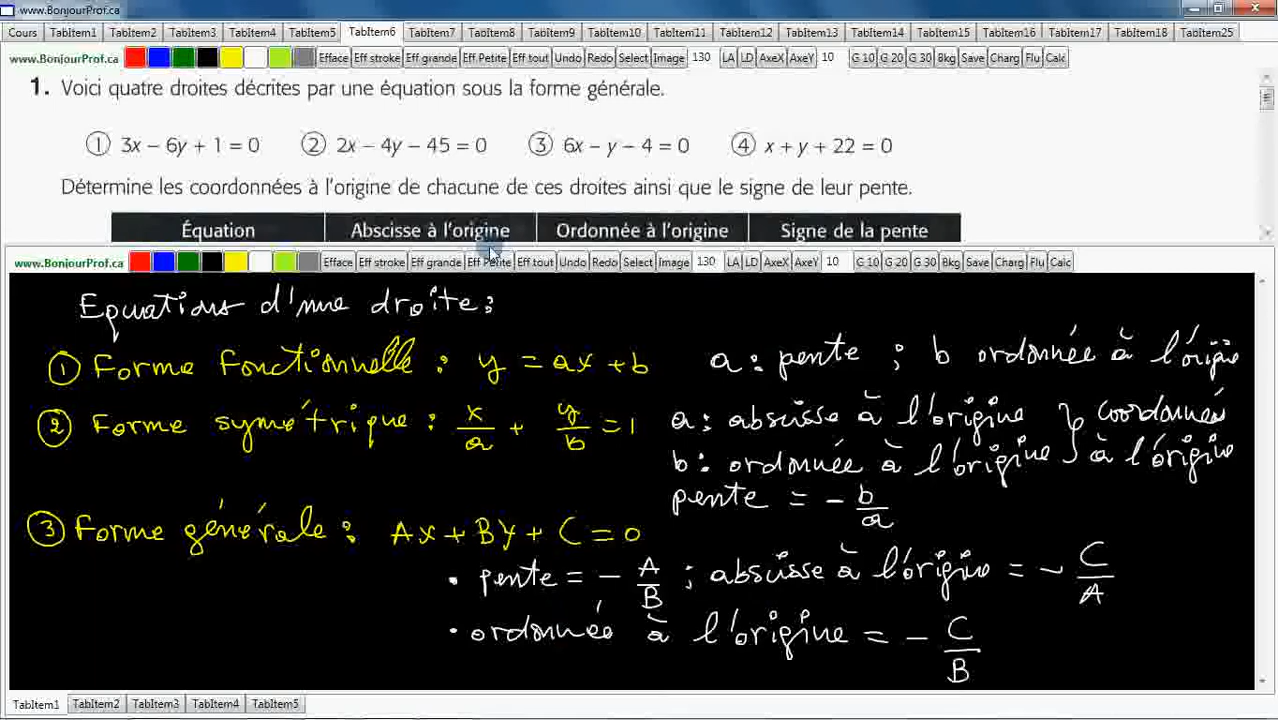 www.BonjourProf.ca
Cours TabItem1 TabItem2 TabItem3 TabItem4 TabItem5 TabItem6 TabItem7 TabItem8 TabItem9 TabItem10 TabItem11 TabItem12 TabItem13 TabItem14 TabItem15 TabItem16 TabItem17 TabItem18 TabItem25
www.BonjourProf.ca Efface Eff stroke Eff grande Eff Petite Eff tout Undo Redo Select Image 130 LA LD AxeX AxeY 10 G 10 G 20 G 30 Bkg Save Charg Flu Calc
1. Voici quatre droites décrites par une équation sous la forme générale.
① 3x – 6y + 1 = 0 ② 2x – 4y – 45 = 0 ③ 6x – y – 4 = 0 ④ x + y + 22 = 0
Détermine les coordonnées à l'origine de chacune de ces droites ainsi que le signe de leur pente.
Équation Abscisse à l'origine Ordonnée à l'origine Signe de la pente
www.BonjourProf.ca Efface Eff stroke Eff grande Eff Petite Eff tout Undo Redo Select Image 130 LA LD AxeX AxeY 10 G 10 G 20 G 30 Bkg Save Charg Flu Calc
Equations d'une droite :
① Forme fonctionnelle : y = ax + b a : pente ; b ordonnée à l'origine
② Forme symétrique : x/a + y/b = 1 a : abscisse à l'origine } coordonnés
b : ordonnée à l'origine } à l'origine
pente = - b/a
③ Forme générale : Ax + By + C = 0
• pente = - A/B ; abscisse à l'origine = - C/A
• ordonnée à l'origine = - C/B
TabItem1 TabItem2 TabItem3 TabItem4 TabItem5